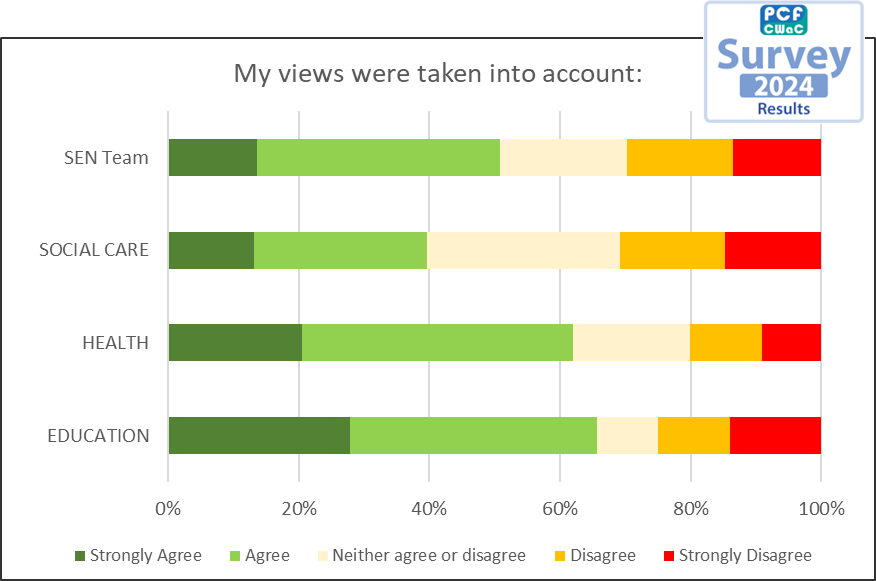 PCF
CWaC
Survey
2024
Results
My views were taken into account:
SEN Team
SOCIAL CARE
HEALTH
EDUCATION
0% 20% 40% 60% 80% 100%
Strongly Agree Agree Neither agree or disagree Disagree Strongly Disagree